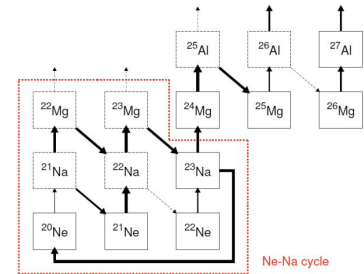 ²⁵Al ²⁶Al ²⁷Al
²²Mg ²³Mg ²⁴Mg ²⁵Mg ²⁶Mg
²¹Na ²²Na ²³Na
²⁰Ne ²¹Ne ²²Ne
Ne-Na cycle